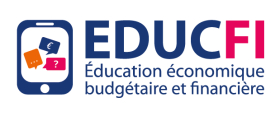 €
...
?
EDUCFI
Éducation économique
budgétaire et financière